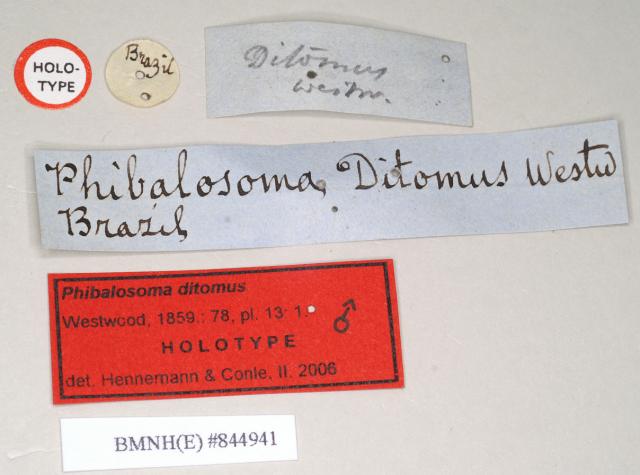 HOLO-
TYPE
Brazil
Ditomus
Westw.
Phibalosoma, Ditomus Westw
Brazil
Phibalosoma ditomus
Westwood, 1859.: 78, pl. 13: 1. ♂
HOLOTYPE
det. Hennemann & Conle, II. 2006
BMNH(E) #844941